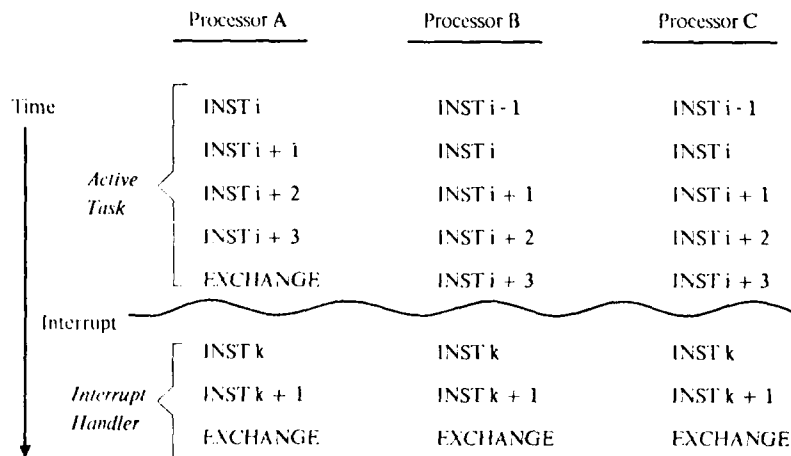 Processor A Processor B Processor C
Time INST i INST i - 1 INST i - 1
INST i + 1 INST i INST i
Active
Task
INST i + 2 INST i + 1 INST i + 1
INST i + 3 INST i + 2 INST i + 2
EXCHANGE INST i + 3 INST i + 3
Interrupt
INST k INST k INST k
Interrupt
Handler
INST k + 1 INST k + 1 INST k + 1
EXCHANGE EXCHANGE EXCHANGE